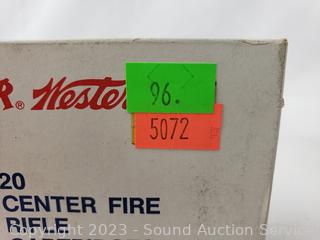 R® Wester
96.
5072
20
CENTER FIRE
RIFLE
Copyright 2023 - Sound Auction Service